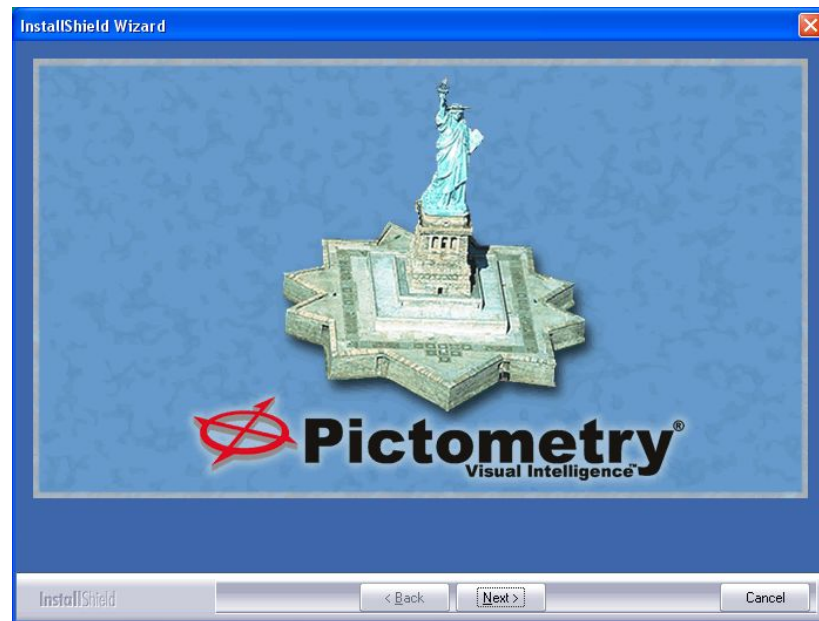 InstallShield Wizard
Pictometry®
Visual Intelligence™
InstallShield
< Back
Next >
Cancel